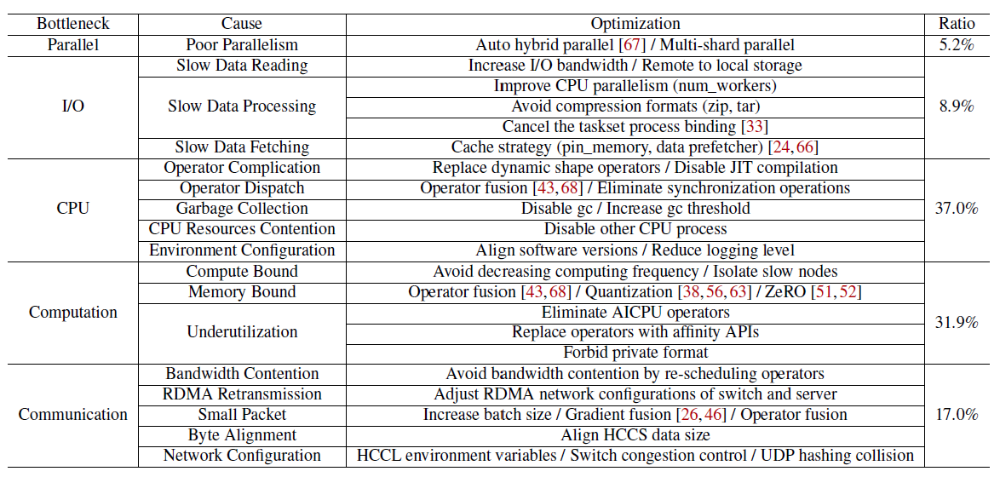 Bottleneck Cause Optimization Ratio
Parallel Poor Parallelism Auto hybrid parallel [67] / Multi-shard parallel 5.2%
Slow Data Reading Increase I/O bandwidth / Remote to local storage
Improve CPU parallelism (num_workers)
I/O Slow Data Processing Avoid compression formats (zip, tar) 8.9%
Cancel the taskset process binding [33]
Slow Data Fetching Cache strategy (pin_memory, data prefetcher) [24,66]
Operator Complication Replace dynamic shape operators / Disable JIT compilation
Operator Dispatch Operator fusion [43,68] / Eliminate synchronization operations
CPU Garbage Collection Disable gc / Increase gc threshold 37.0%
CPU Resources Contention Disable other CPU process
Environment Configuration Align software versions / Reduce logging level
Compute Bound Avoid decreasing computing frequency / Isolate slow nodes
Memory Bound Operator fusion [43,68] / Quantization [38,56,63] / ZeRO [51,52]
Computation Eliminate AICPU operators 31.9%
Underutilization Replace operators with affinity APIs
Forbid private format
Bandwidth Contention Avoid bandwidth contention by re-scheduling operators
RDMA Retransmission Adjust RDMA network configurations of switch and server
Communication Small Packet Increase batch size / Gradient fusion [26,46] / Operator fusion 17.0%
Byte Alignment Align HCCS data size
Network Configuration HCCL environment variables / Switch congestion control / UDP hashing collision